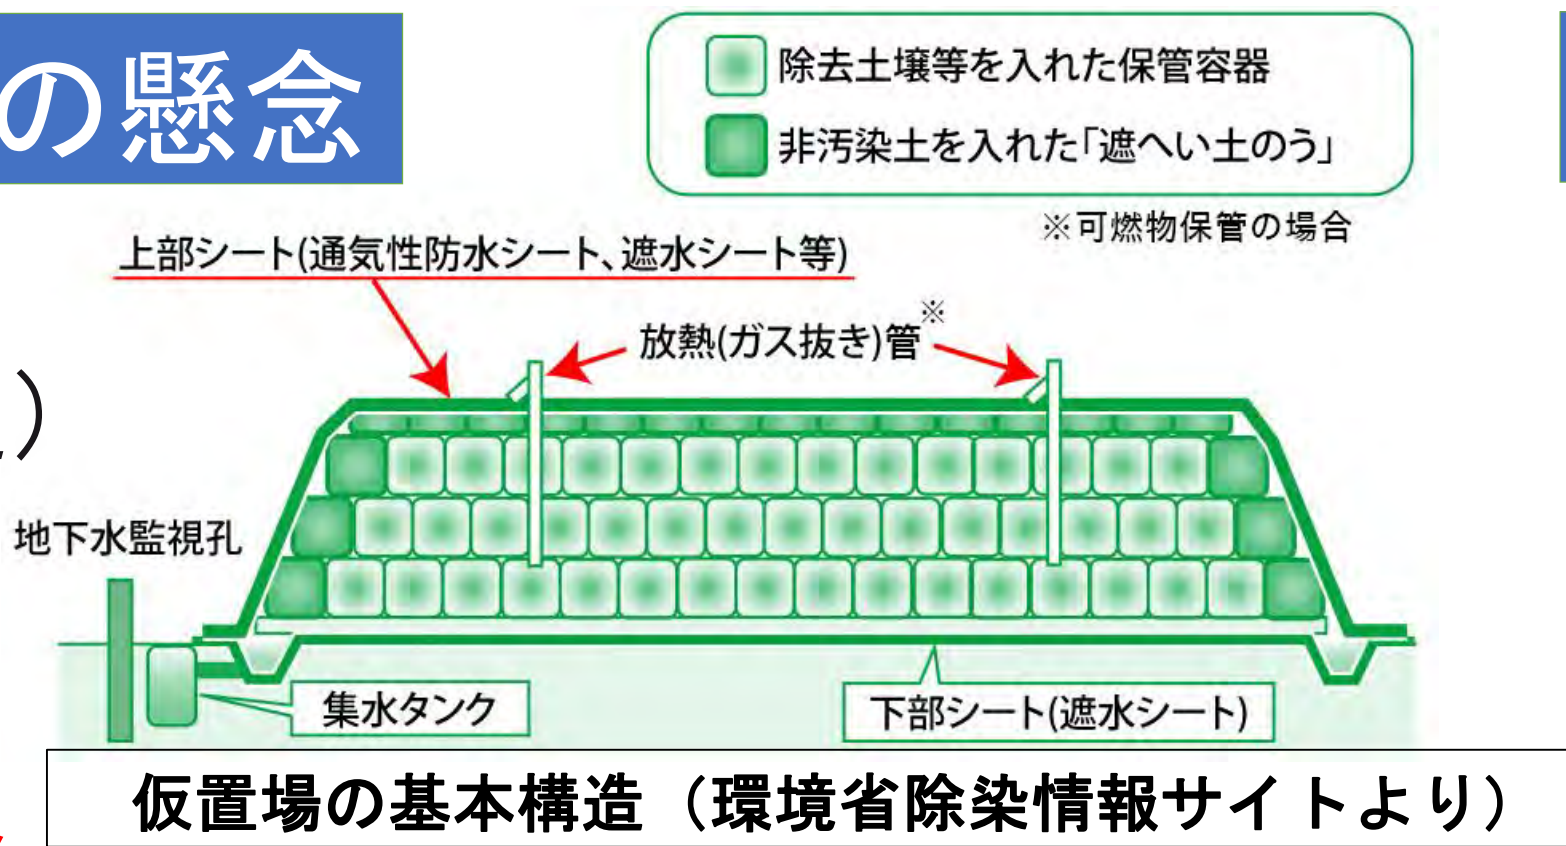 の懸念
除去土壌等を入れた保管容器
非汚染土を入れた「遮へい土のう」
※可燃物保管の場合
上部シート(通気性防水シート、遮水シート等)
放熱(ガス抜き)管※
)
地下水監視孔
集水タンク
下部シート(遮水シート)
仮置場の基本構造（環境省除染情報サイトより）